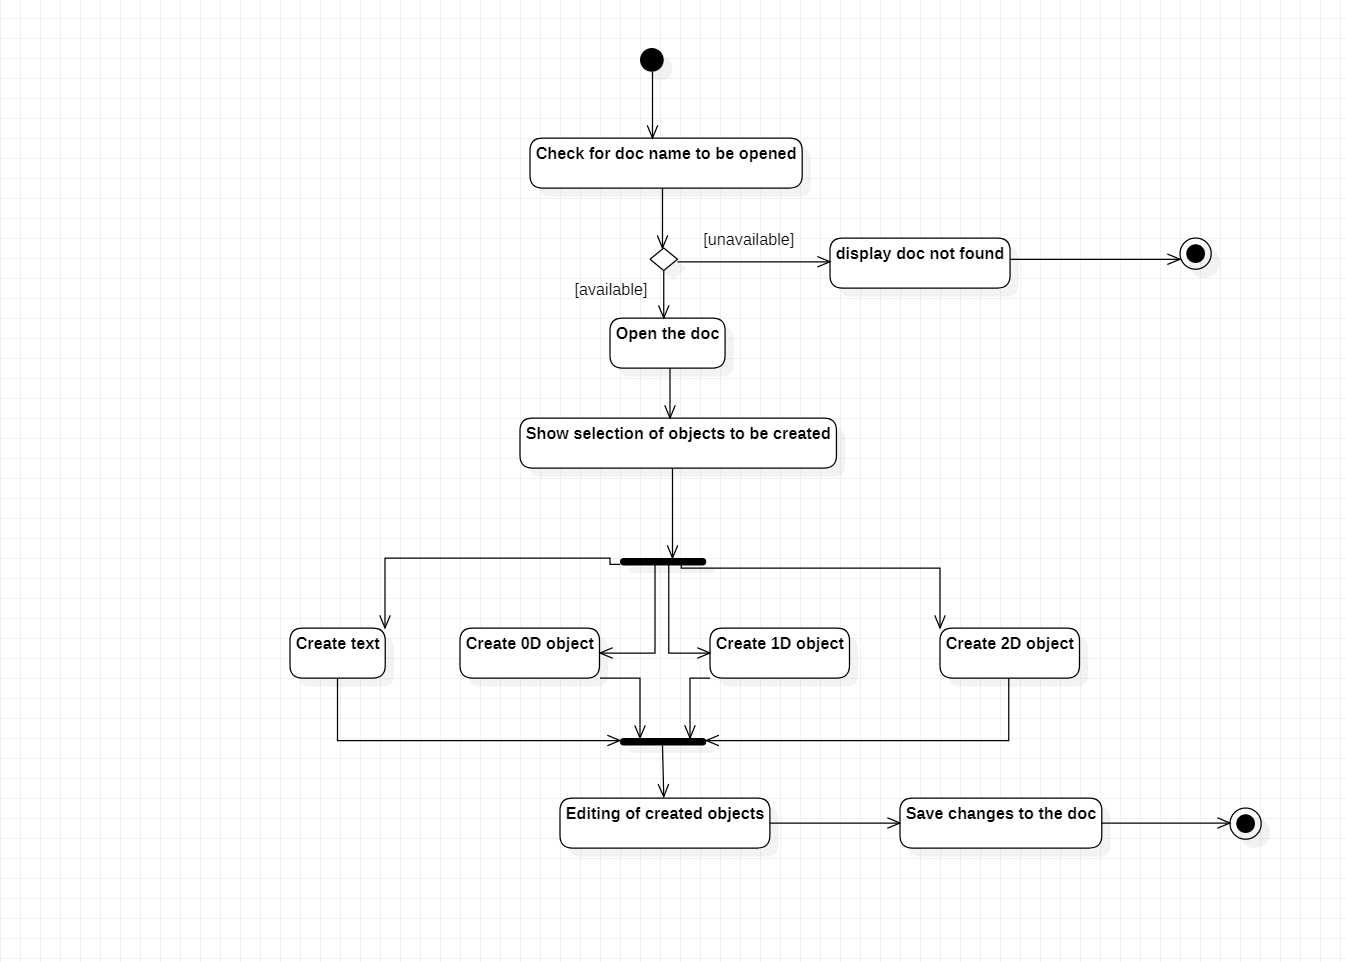 Check for doc name to be opened
[unavailable]
display doc not found
[available]
Open the doc
Show selection of objects to be created
Create text
Create 0D object
Create 1D object
Create 2D object
Editing of created objects
Save changes to the doc